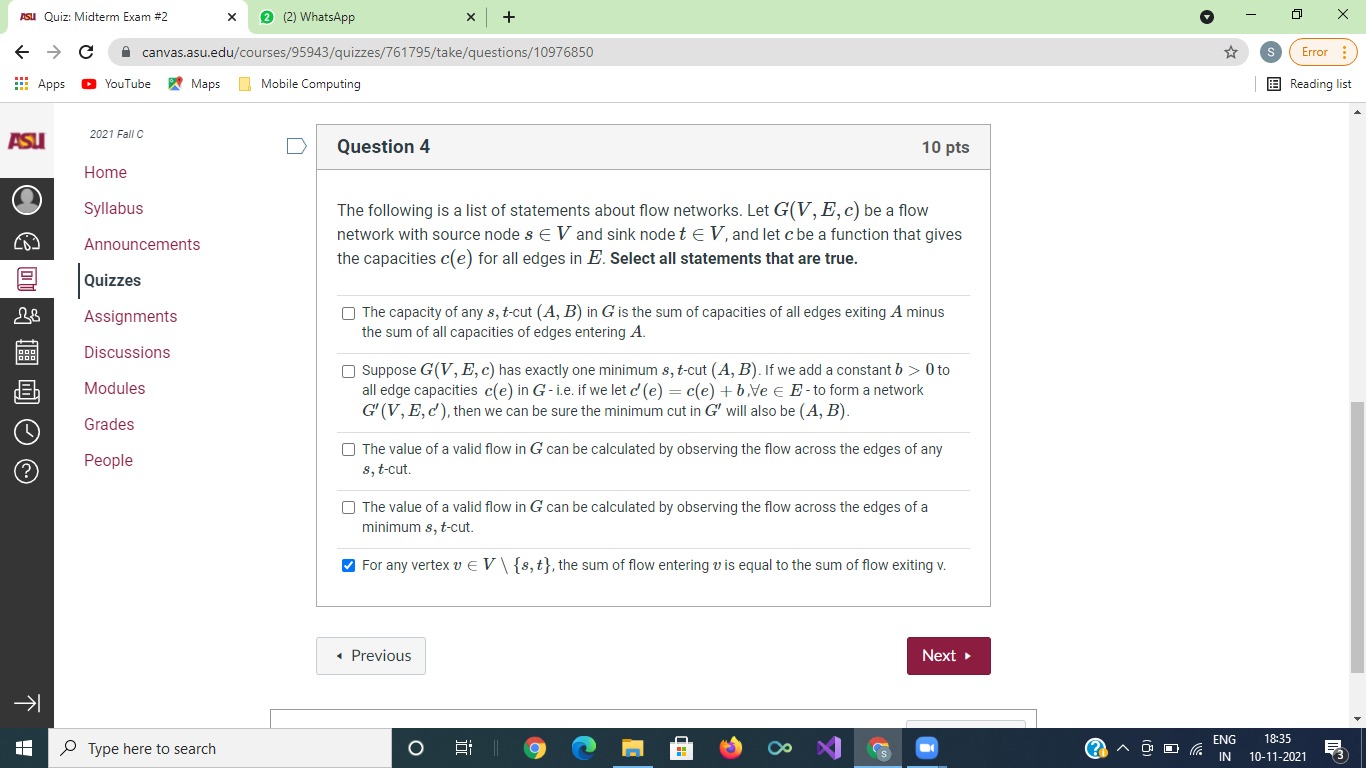 ASU Quiz: Midterm Exam #2
2 (2) WhatsApp
canvas.asu.edu/courses/95943/quizzes/761795/take/questions/10976850
S
Error
Apps
YouTube
Maps
Mobile Computing
Reading list
ASU
2021 Fall C
Home
Syllabus
Announcements
Quizzes
Assignments
Discussions
Modules
Grades
People
Question 4
10 pts
The following is a list of statements about flow networks. Let G(V, E, c) be a flow
network with source node s ∈ V and sink node t ∈ V, and let c be a function that gives
the capacities c(e) for all edges in E. Select all statements that are true.
The capacity of any s, t-cut (A, B) in G is the sum of capacities of all edges exiting A minus
the sum of all capacities of edges entering A.
Suppose G(V, E, c) has exactly one minimum s, t-cut (A, B). If we add a constant b > 0 to
all edge capacities c(e) in G - i.e. if we let c′(e) = c(e) + b ,∀e ∈ E - to form a network
G′(V, E, c′), then we can be sure the minimum cut in G′ will also be (A, B).
The value of a valid flow in G can be calculated by observing the flow across the edges of any
s, t-cut.
The value of a valid flow in G can be calculated by observing the flow across the edges of a
minimum s, t-cut.
For any vertex v ∈ V \ {s, t}, the sum of flow entering v is equal to the sum of flow exiting v.
Previous
Next
Type here to search
S
ENG
IN
18:35
10-11-2021
3